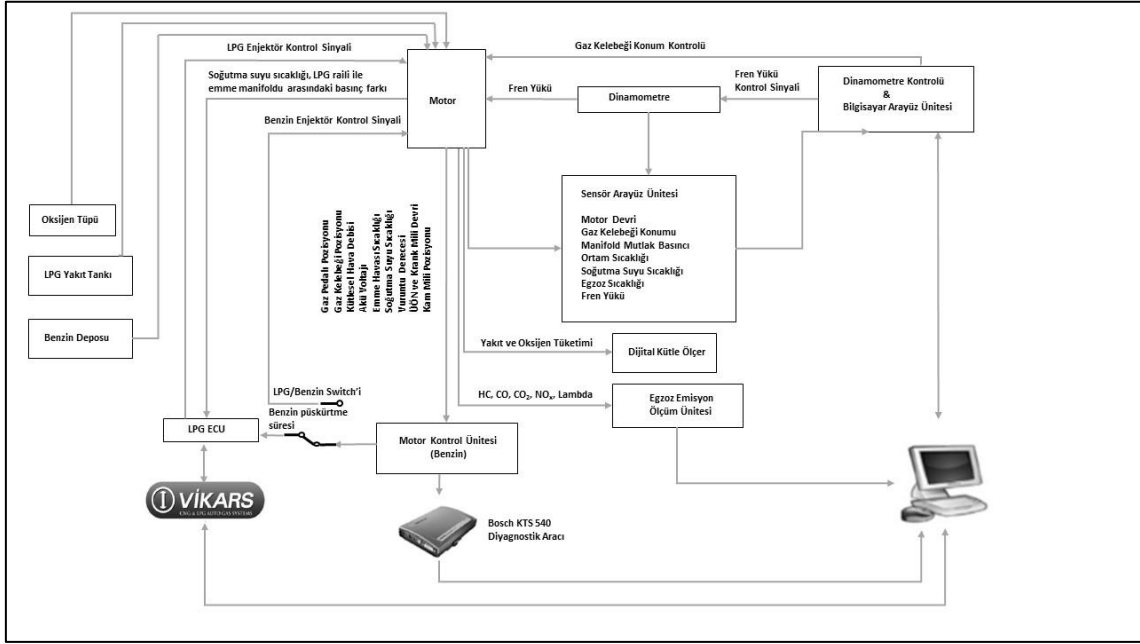 LPG Enjektör Kontrol Sinyali
Soğutma suyu sıcaklığı, LPG raili ile
emme manifoldu arasındaki basınç farkı
Benzin Enjektör Kontrol Sinyali
Motor
Gaz Kelebeği Konum Kontrolü
Fren Yükü
Dinamometre
Fren Yükü
Kontrol Sinyali
Dinamometre Kontrolü
&
Bilgisayar Arayüz Ünitesi
Oksijen Tüpü
LPG Yakıt Tankı
Benzin Deposu
Gaz Pedalı Pozisyonu
Gaz Kelebeği Pozisyonu
Kütlesel Hava Debisi
Akü Voltajı
Emme Havası Sıcaklığı
Soğutma Suyu Sıcaklığı
Vuruntu Derecesi
ÜÖN ve Krank Mili Devri
Kam Mili Pozisyonu
Sensör Arayüz Ünitesi
Motor Devri
Gaz Kelebeği Konumu
Manifold Mutlak Basıncı
Ortam Sıcaklığı
Soğutma Suyu Sıcaklığı
Egzoz Sıcaklığı
Fren Yükü
Yakıt ve Oksijen Tüketimi
Dijital Kütle Ölçer
HC, CO, CO₂, NOₓ, Lambda
Egzoz Emisyon
Ölçüm Ünitesi
LPG/Benzin Switch'i
Benzin püskürtme
süresi
LPG ECU
Motor Kontrol Ünitesi
(Benzin)
VİKARS
CNG & LPG AUTOGAS SYSTEMS
Bosch KTS 540
Diyagnostik Aracı